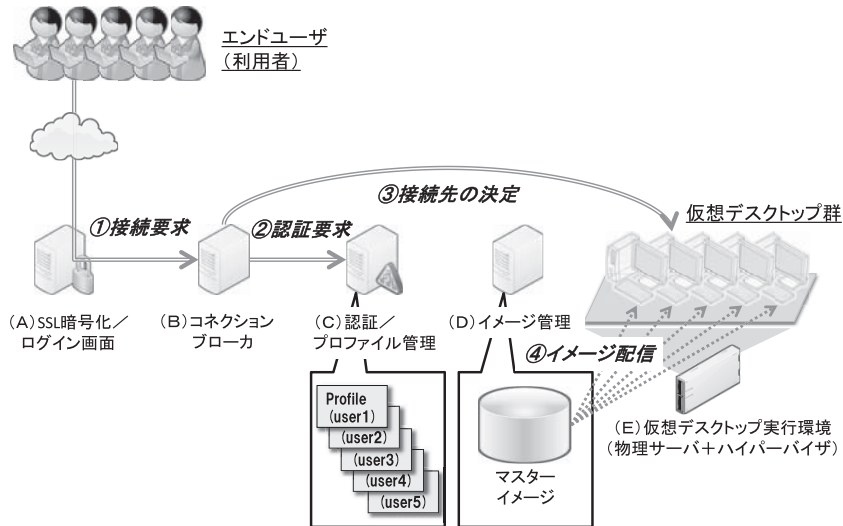 エンドユーザ
(利用者)
③接続先の決定
仮想デスクトップ群
①接続要求
②認証要求
(A)SSL暗号化/
ログイン画面
(B)コネクション
ブローカ
(C)認証/
プロファイル管理
(D)イメージ管理
④イメージ配信
Profile
(user1)
(user2)
(user3)
(user4)
(user5)
マスター
イメージ
(E)仮想デスクトップ実行環境
(物理サーバ+ハイパーバイザ)